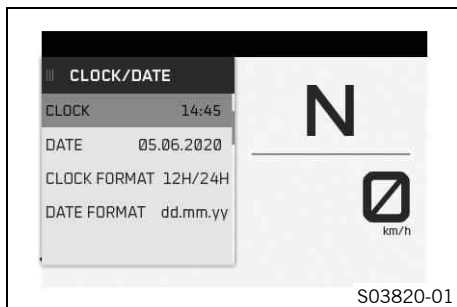 CLOCK/DATE
CLOCK 14:45
DATE 05.06.2020
CLOCK FORMAT 12H/24H
DATE FORMAT dd.mm.yy
N
0
km/h
S03820-01